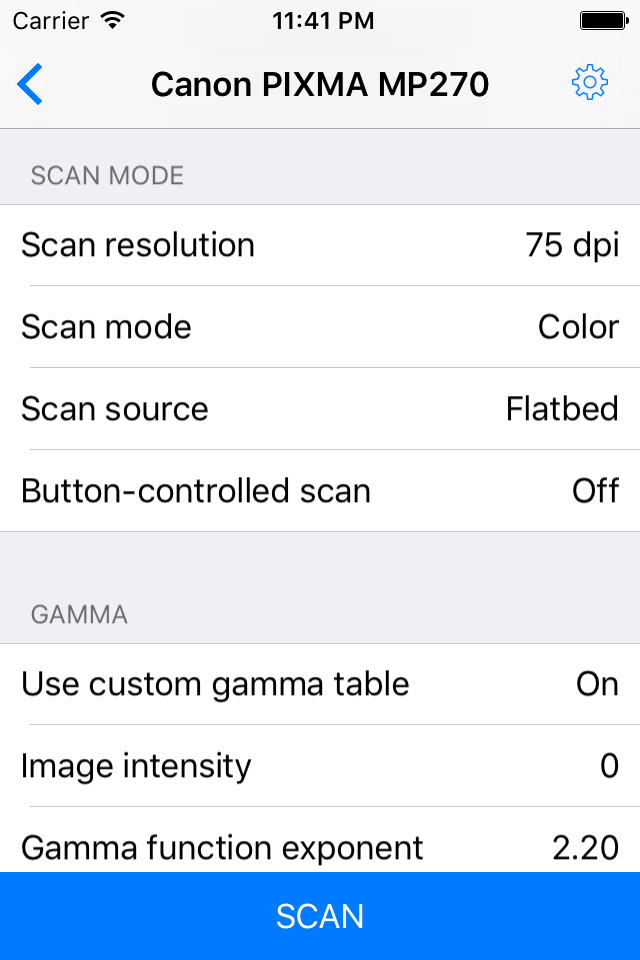 Carrier 11:41 PM
Canon PIXMA MP270
SCAN MODE
Scan resolution 75 dpi
Scan mode Color
Scan source Flatbed
Button-controlled scan Off
GAMMA
Use custom gamma table On
Image intensity 0
Gamma function exponent 2.20
SCAN